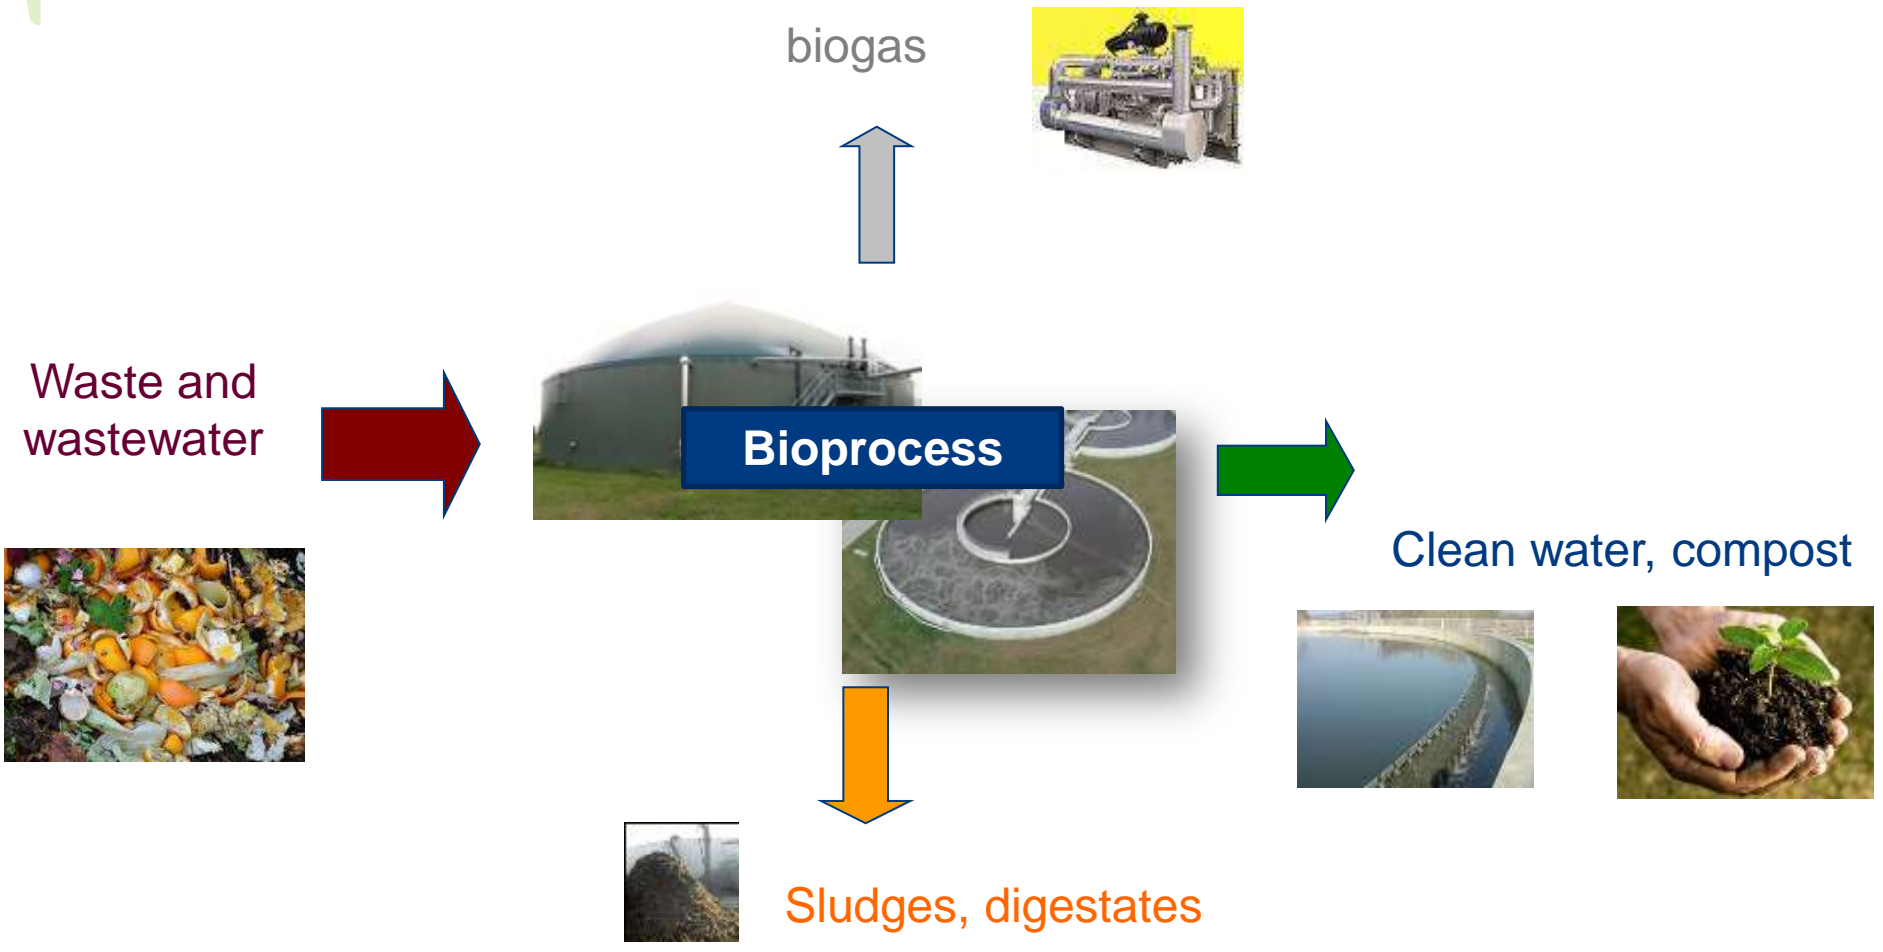 biogas
Waste and
wastewater
Bioprocess
Clean water, compost
Sludges, digestates